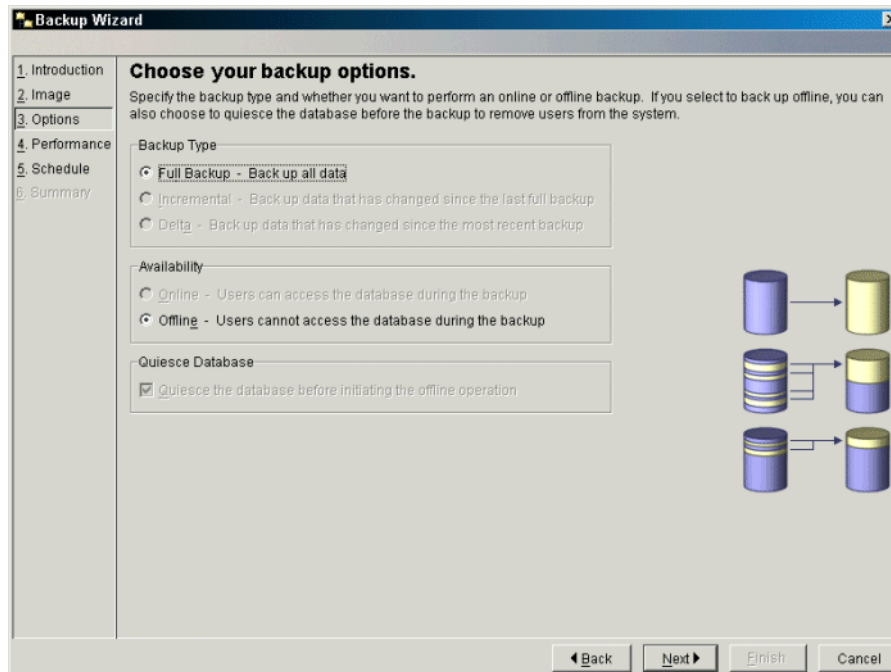 Backup Wizard
1. Introduction
2. Image
3. Options
4. Performance
5. Schedule
6. Summary
Choose your backup options.
Specify the backup type and whether you want to perform an online or offline backup. If you select to back up offline, you can
also choose to quiesce the database before the backup to remove users from the system.
Backup Type
Full Backup - Back up all data
Incremental - Back up data that has changed since the last full backup
Delta - Back up data that has changed since the most recent backup
Availability
Online - Users can access the database during the backup
Offline - Users cannot access the database during the backup
Quiesce Database
Quiesce the database before initiating the offline operation
Back
Next
Finish
Cancel